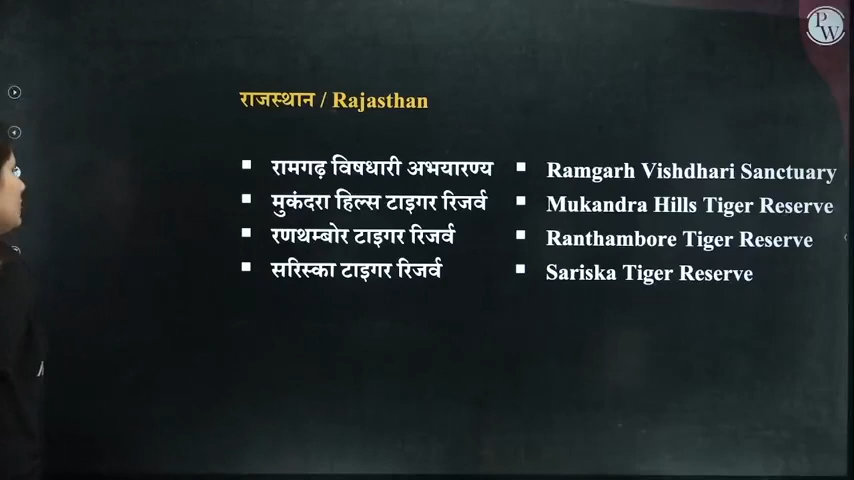 PW
राजस्थान / Rajasthan
▪ रामगढ़ विषधारी अभयारण्य ▪ Ramgarh Vishdhari Sanctuary
▪ मुकंदरा हिल्स टाइगर रिजर्व ▪ Mukandra Hills Tiger Reserve
▪ रणथम्बोर टाइगर रिजर्व ▪ Ranthambore Tiger Reserve
▪ सरिस्का टाइगर रिजर्व ▪ Sariska Tiger Reserve